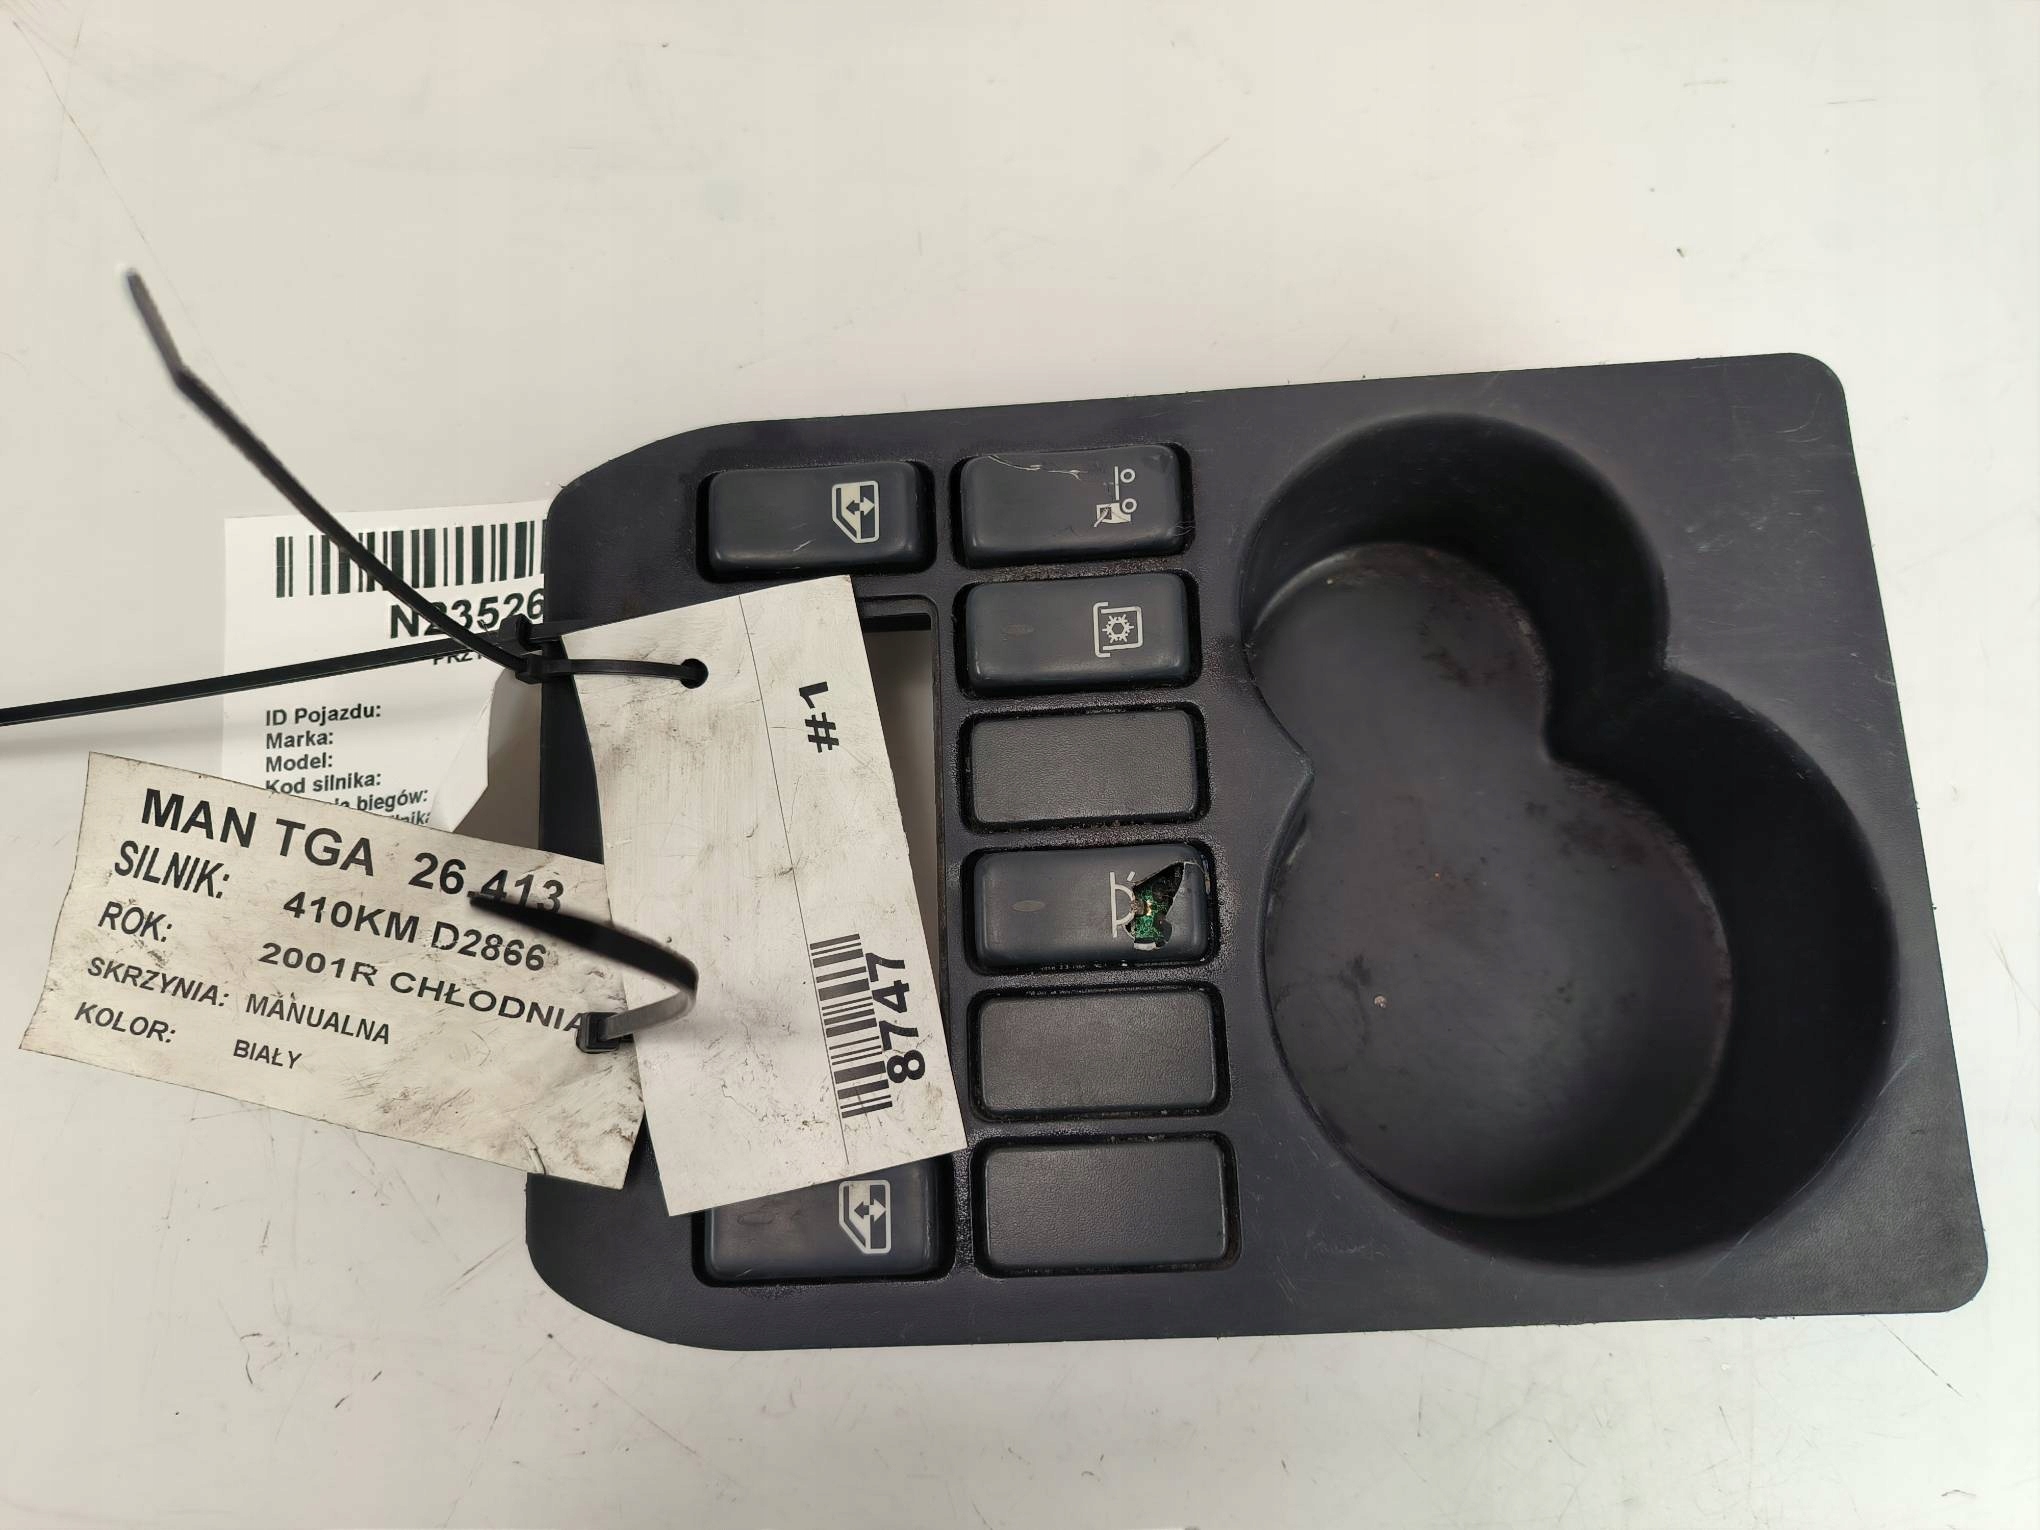 N23526
ID Pojazdu:
Marka:
Model:
Kod silnika:
biegów:
MAN TGA 26.413
SILNIK: 410KM D2866
ROK: 2001R CHŁODNIA
SKRZYNIA: MANUALNA
KOLOR: BIAŁY
#1
8747